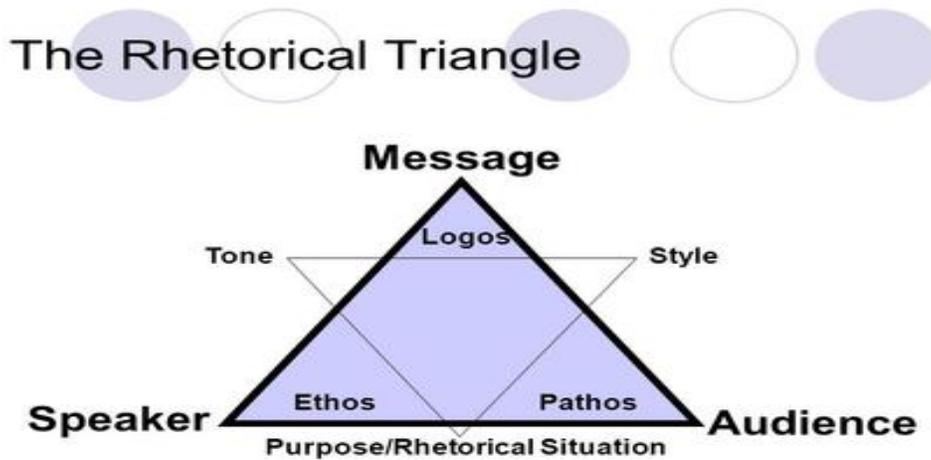 The Rhetorical Triangle
Message
Logos
Tone
Style
Ethos
Pathos
Speaker
Audience
Purpose/Rhetorical Situation